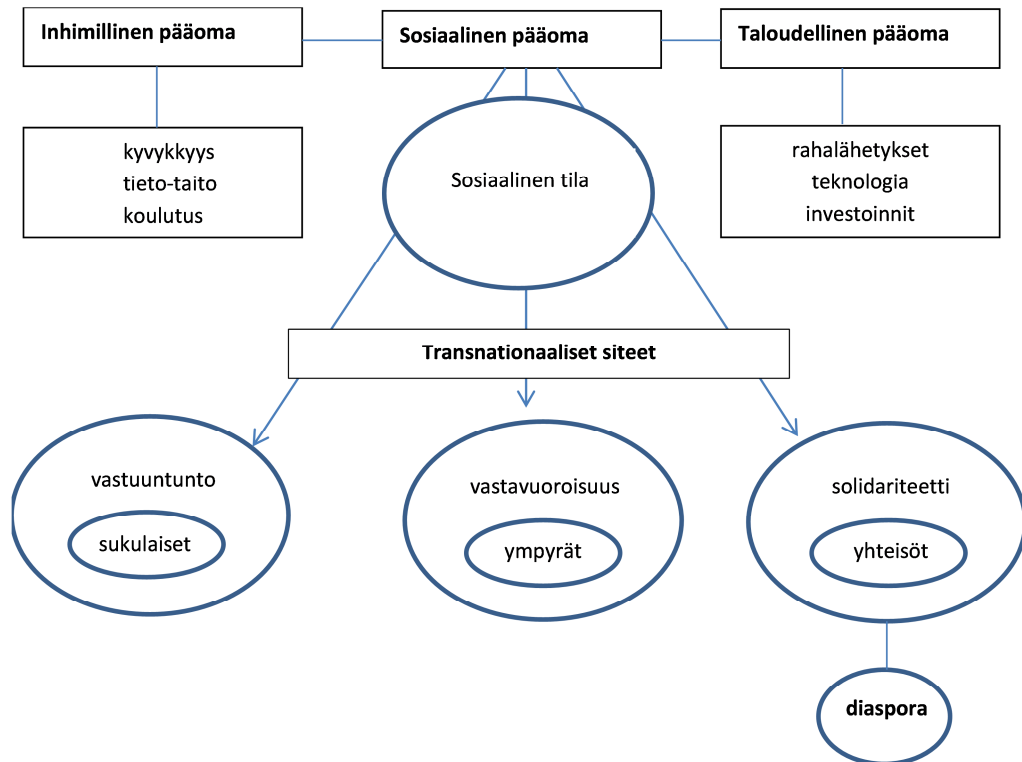 Inhimillinen pääoma
Sosiaalinen pääoma
Taloudellinen pääoma
kyvykkyys
tieto-taito
koulutus
Sosiaalinen tila
rahalähetykset
teknologia
investoinnit
Transnationaaliset siteet
vastuuntunto
sukulaiset
vastavuoroisuus
ympyrät
solidariteetti
yhteisöt
diaspora